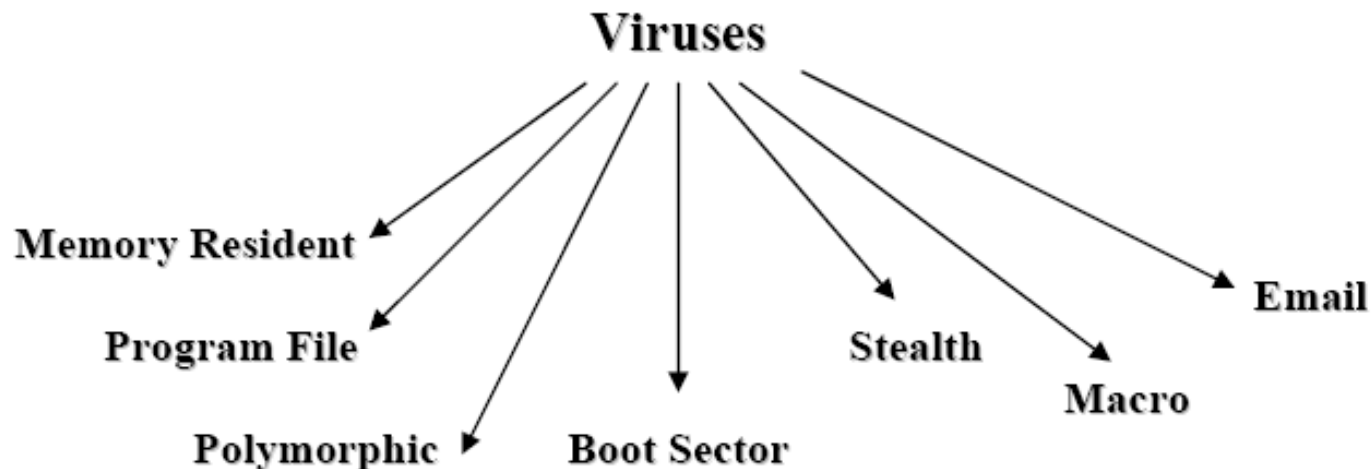 Viruses
Memory Resident
Program File
Polymorphic
Boot Sector
Stealth
Macro
Email